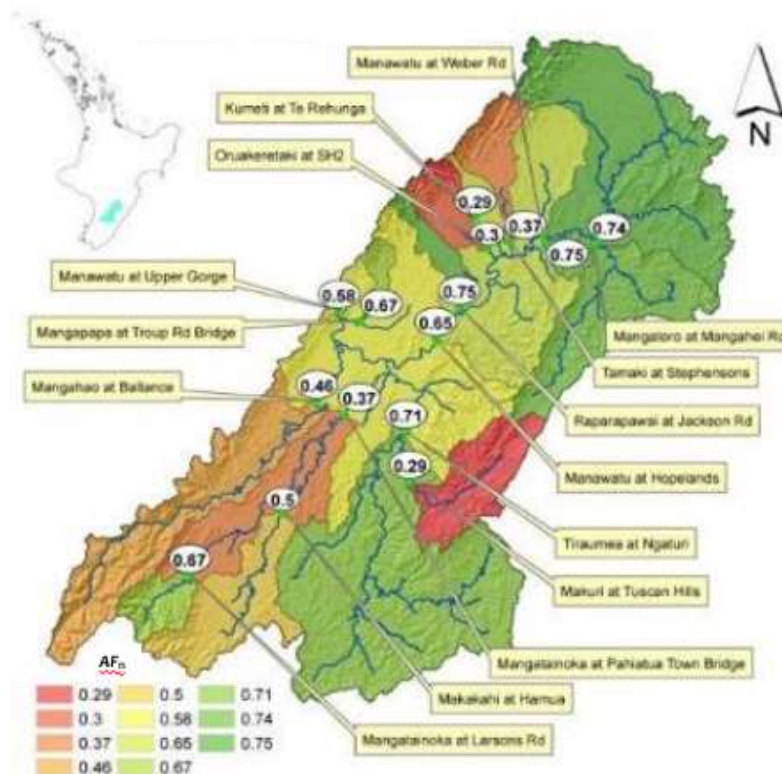 Manawatu at Weber Rd
Kumeti at Te Rehunga
Oruakeretaki at SH2
N
0.29
0.3
0.37
0.74
0.75
Manawatu at Upper Gorge
0.58
0.67
0.75
0.65
Mangapapa at Troup Rd Bridge
Mangatoro at Mangahei Rd
Tamaki at Stephensons
Mangahao at Ballance
0.46
0.37
0.71
Raparapawai at Jackson Rd
0.29
Manawatu at Hopelands
0.5
Tiraumea at Ngaturi
0.67
Makuri at Tuscan Hills
Mangatainoka at Pahiatua Town Bridge
Makakahi at Hamua
Mangatainoka at Larsons Rd
AFn
0.29 0.5 0.71
0.3 0.58 0.74
0.37 0.65 0.75
0.46 0.67